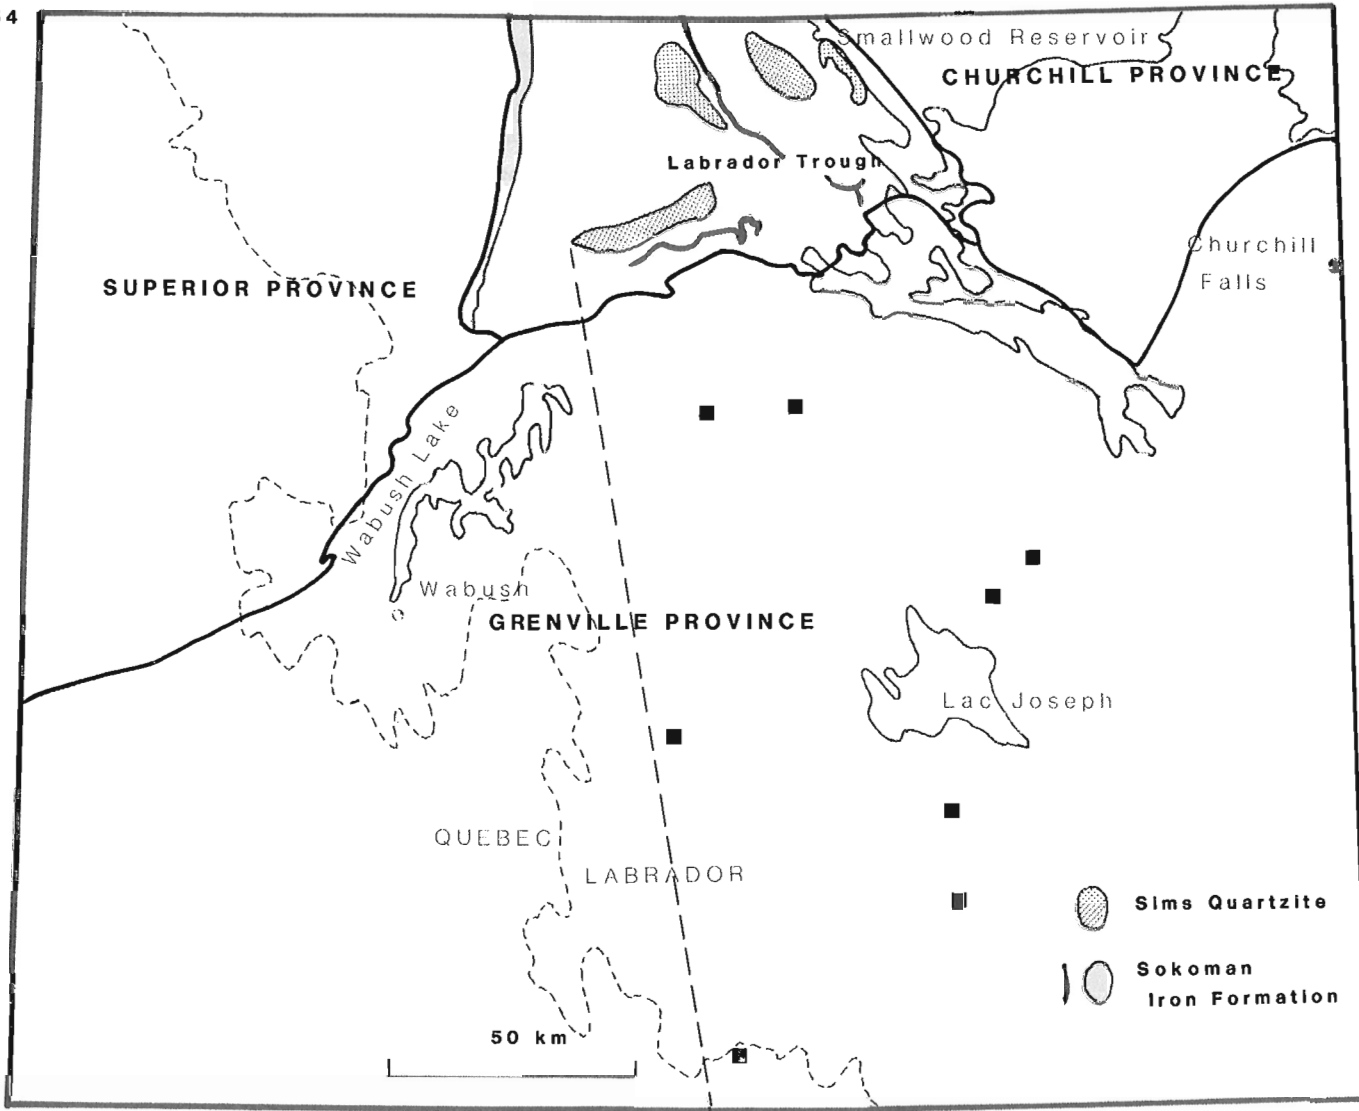 4
Smallwood Reservoir
CHURCHILL PROVINCE
Labrador Trough
Churchill
Falls
SUPERIOR PROVINCE
Wabush Lake
Wabush
GRENVILLE PROVINCE
Lac Joseph
QUEBEC
LABRADOR
Sims Quartzite
Sokoman
Iron Formation
50 km